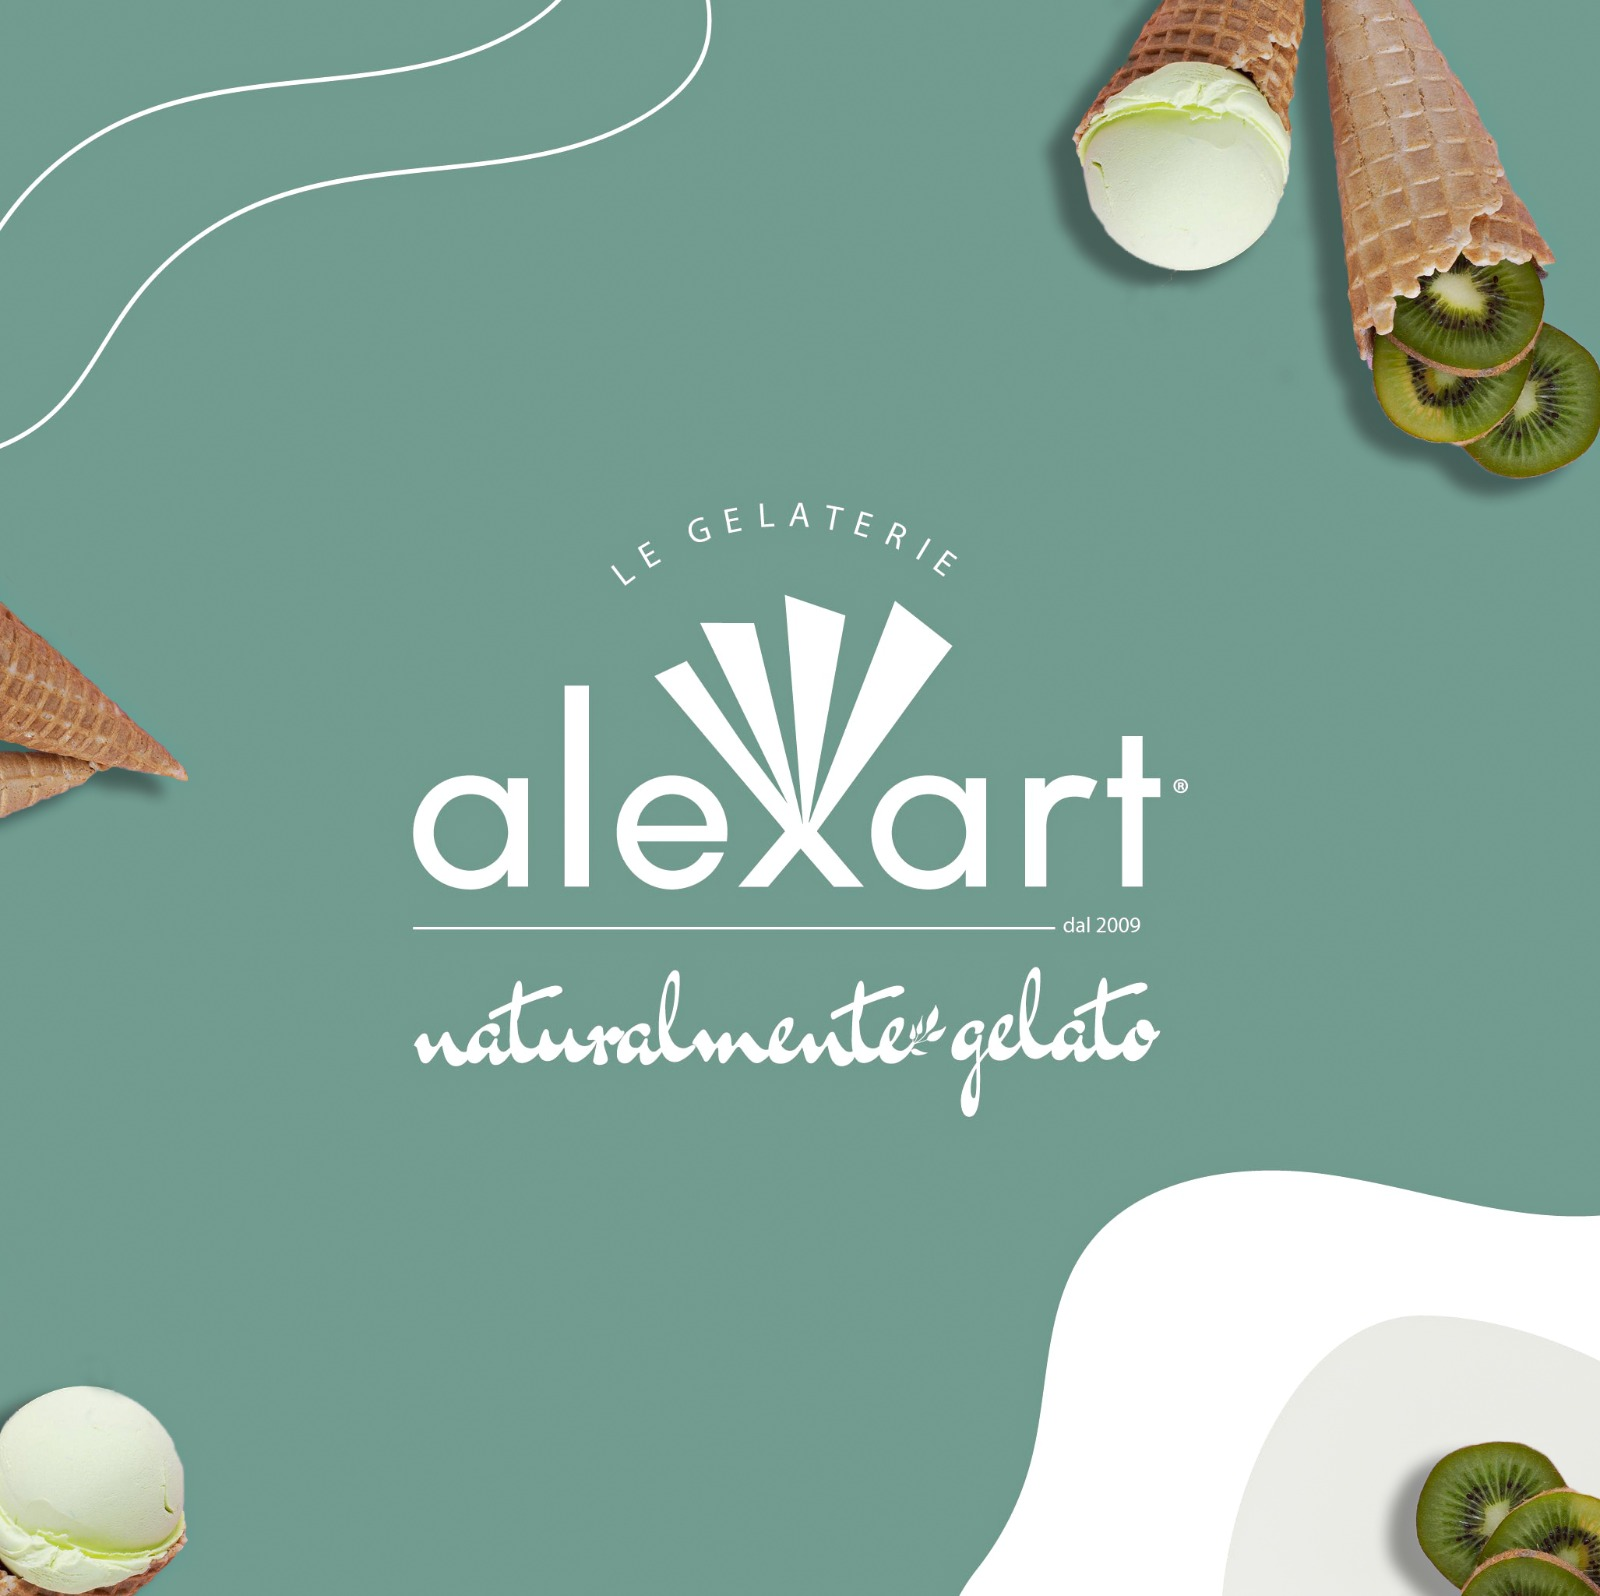 LE GELATERIE
alexart®
dal 2009
naturalmente gelato